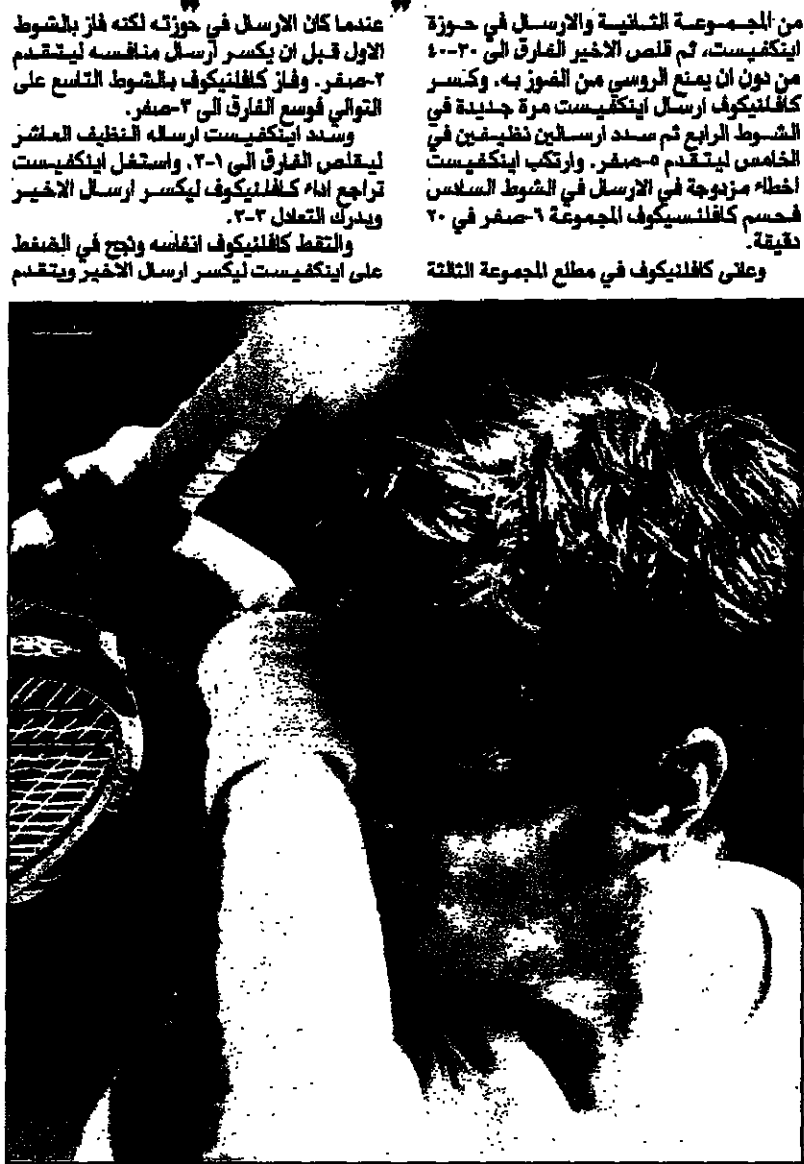 من المجموعة الثانية والارسال في حوزة
اينكفيست، ثم قلص الاخير الفارق الى ٣٠-٤٠
من دون ان يمنع الروسي من الفوز به. وكسر
كافلنيكوف ارسال اينكفيست مرة جديدة في
الشوط الرابع ثم سدد ارسالين نظيفين في
الخامس ليتقدم ٥-صفر. وارتكب اينكفيست
اخطاء مزدوجة في الارسال في الشوط السادس
فحسم كافلنسيكوف المجموعة ٦-صفر في ٢٠
دقيقة.
وعانى كافلنيكوف في مطلع المجموعة الثالثة
عندما كان الارسال في حوزته لكنه فاز بالشوط
الاول قبل ان يكسر ارسال منافسه ليتقدم
٢-صفر. وفاز كافلنيكوف بالشوط التاسع على
التوالي فوسع الفارق الى ٣-صفر.
وسدد اينكفيست ارساله النظيف العاشر
ليقلص الفارق الى ١-٣. واستغل اينكفيست
تراجع اداء كافلنيكوف ليكسر ارسال الاخير
ويدرك التعادل ٣-٣.
والتقط كافلنيكوف انفاسه ونجح في الضغط
على اينكفيست ليكسر ارسال الاخير ويتقدم